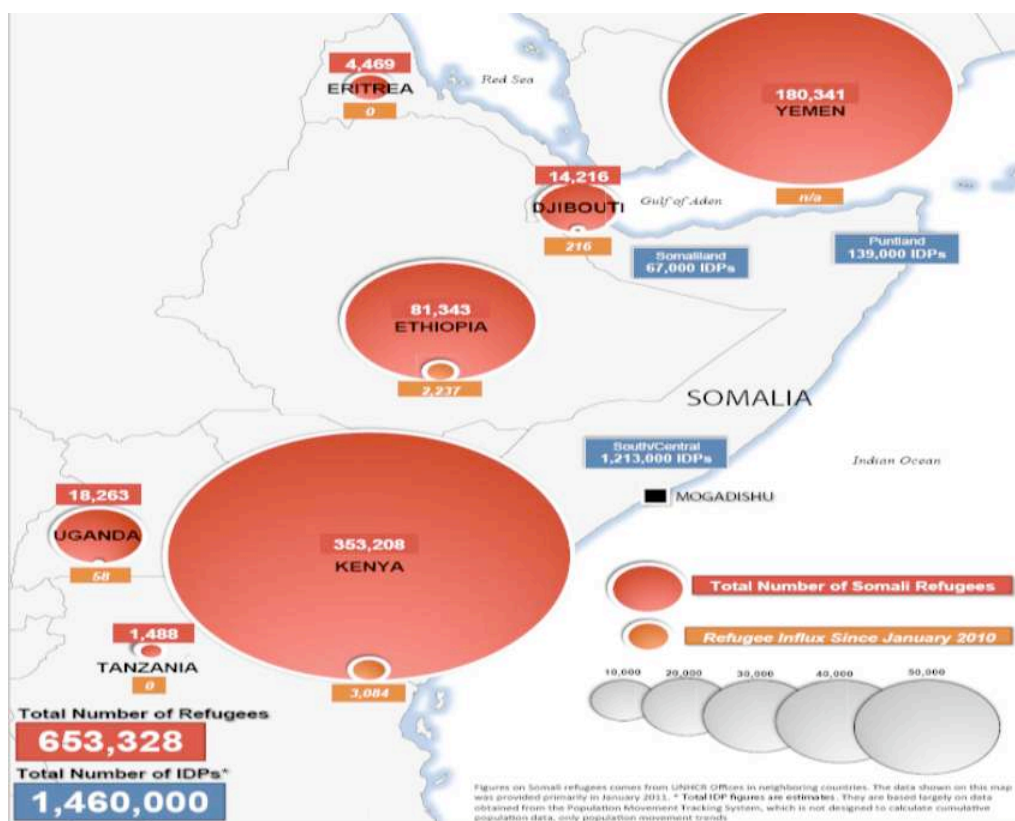 4,469
ERITREA
0
Red Sea
180,341
YEMEN
n/a
14,216
DJIBOUTI
216
Gulf of Aden
Somaliland
67,000 IDPs
Puntland
139,000 IDPs
81,343
ETHIOPIA
2,237
SOMALIA
South/Central
1,213,000 IDPs
Indian Ocean
MOGADISHU
18,263
UGANDA
58
353,208
KENYA
3,084
1,488
TANZANIA
0
Total Number of Somali Refugees
Refugee Influx Since January 2010
10,000
20,000
30,000
40,000
50,000
Total Number of Refugees
653,328
Total Number of IDPs*
1,460,000
Figures on Somali refugees comes from UNHCR Offices in neighboring countries. The data shown on this map
was provided primarily in January 2011. * Total IDP figures are estimates. They are based largely on data
obtained from the Population Movement Tracking System, which is not designed to calculate cumulative
population data, only population movement trends